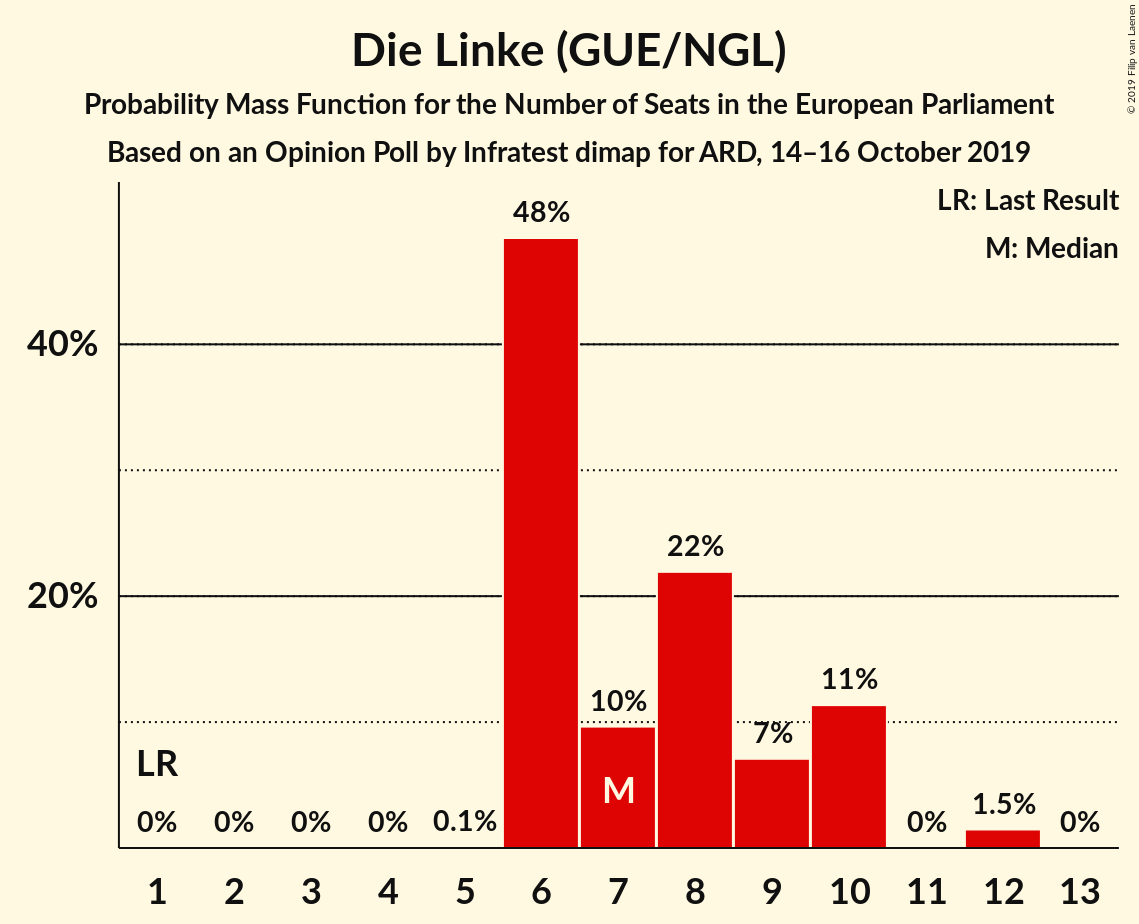 Die Linke (GUE/NGL)
Probability Mass Function for the Number of Seats in the European Parliament
Based on an Opinion Poll by Infratest dimap for ARD, 14–16 October 2019
© 2019 Filip van Laenen
LR: Last Result
M: Median
48%
40%
22%
20%
11%
10%
7%
LR
M
1.5%
0% 0% 0% 0% 0.1% 0% 0%
1 2 3 4 5 6 7 8 9 10 11 12 13